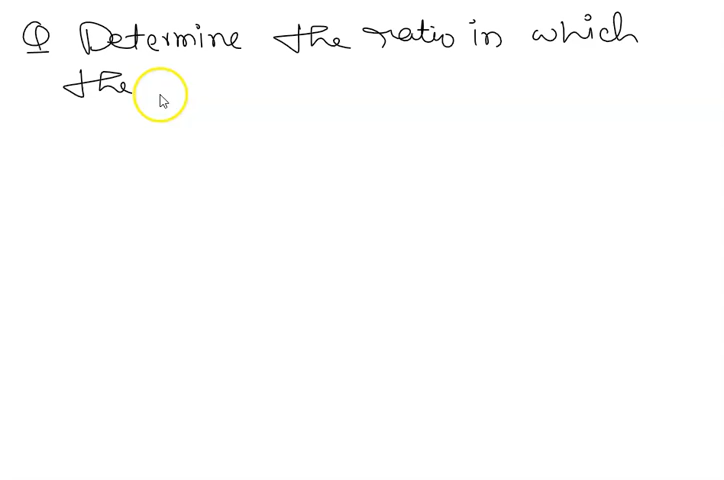 Q Determine the ratio in which
the